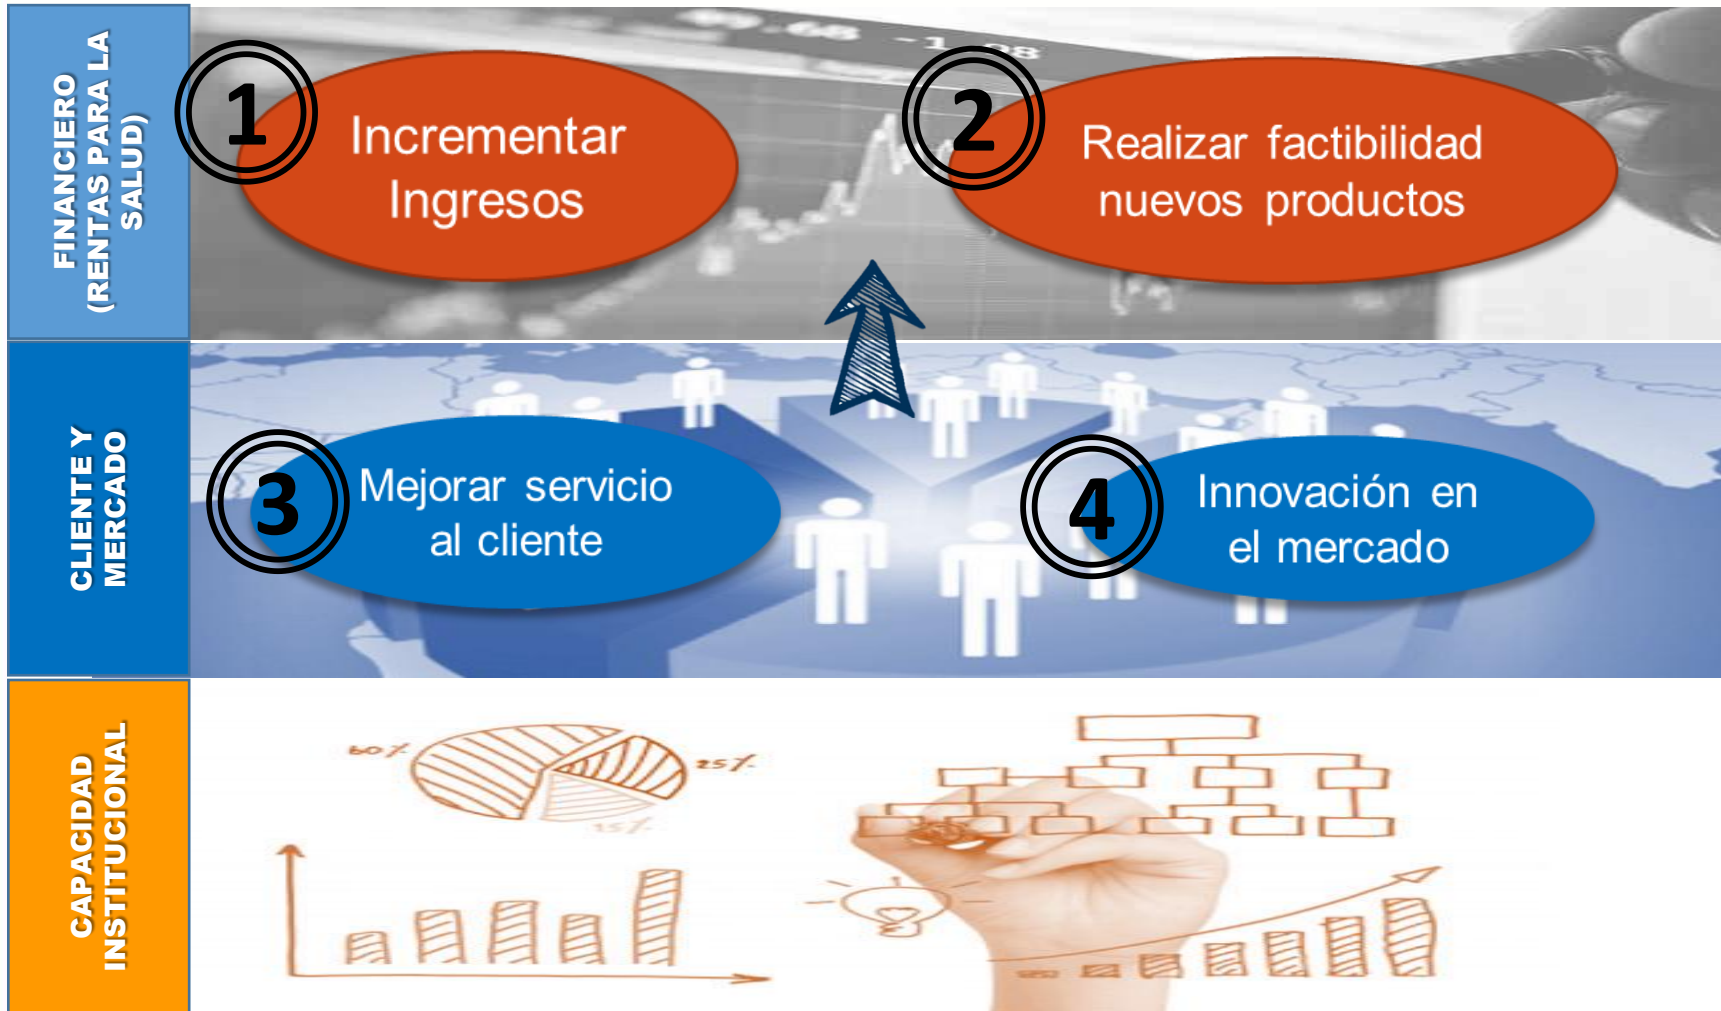 FINANCIERO
(RENTAS PARA LA
SALUD)
1
Incrementar
Ingresos
2
Realizar factibilidad
nuevos productos
CLIENTE Y
MERCADO
3
Mejorar servicio
al cliente
4
Innovación en
el mercado
CAPACIDAD
INSTITUCIONAL
60%
25%
15%